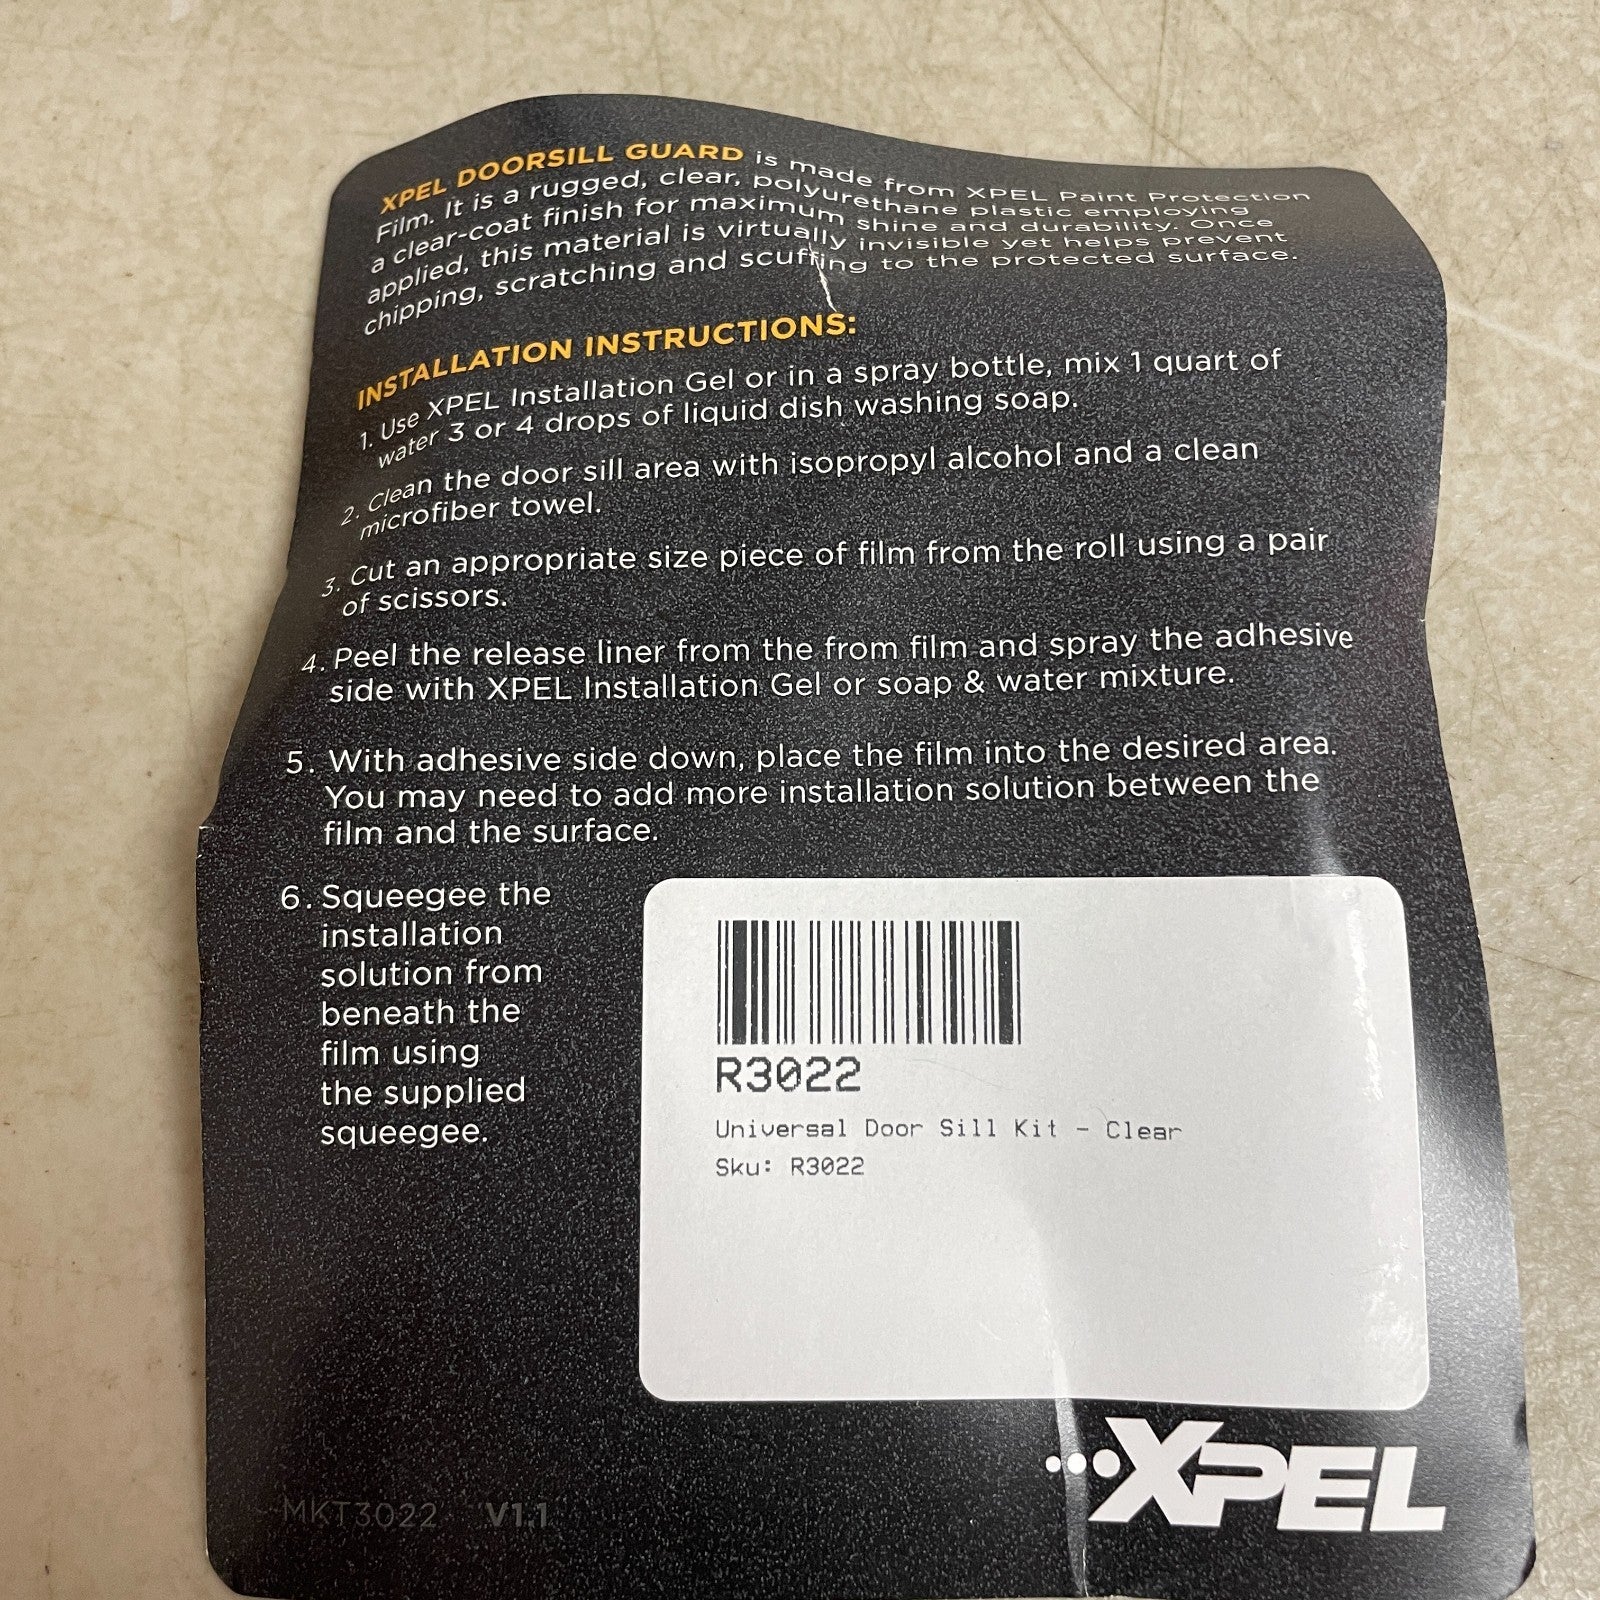 XPEL DOORSILL GUARD is made from XPEL Paint Protection
Film. It is a rugged, clear, polyurethane plastic employing
a clear-coat finish for maximum shine and durability. Once
applied, this material is virtually invisible yet helps prevent
chipping, scratching and scuffing to the protected surface.
INSTALLATION INSTRUCTIONS:
1. Use XPEL Installation Gel or in a spray bottle, mix 1 quart of
water 3 or 4 drops of liquid dish washing soap.
2. Clean the door sill area with isopropyl alcohol and a clean
microfiber towel.
3. Cut an appropriate size piece of film from the roll using a pair
of scissors.
4. Peel the release liner from the from film and spray the adhesive
side with XPEL Installation Gel or soap & water mixture.
5. With adhesive side down, place the film into the desired area.
You may need to add more installation solution between the
film and the surface.
6. Squeegee the
installation
solution from
beneath the
film using
the supplied
squeegee.
R3022
Universal Door Sill Kit - Clear
Sku: R3022
XPEL
MKT3022 V1.1